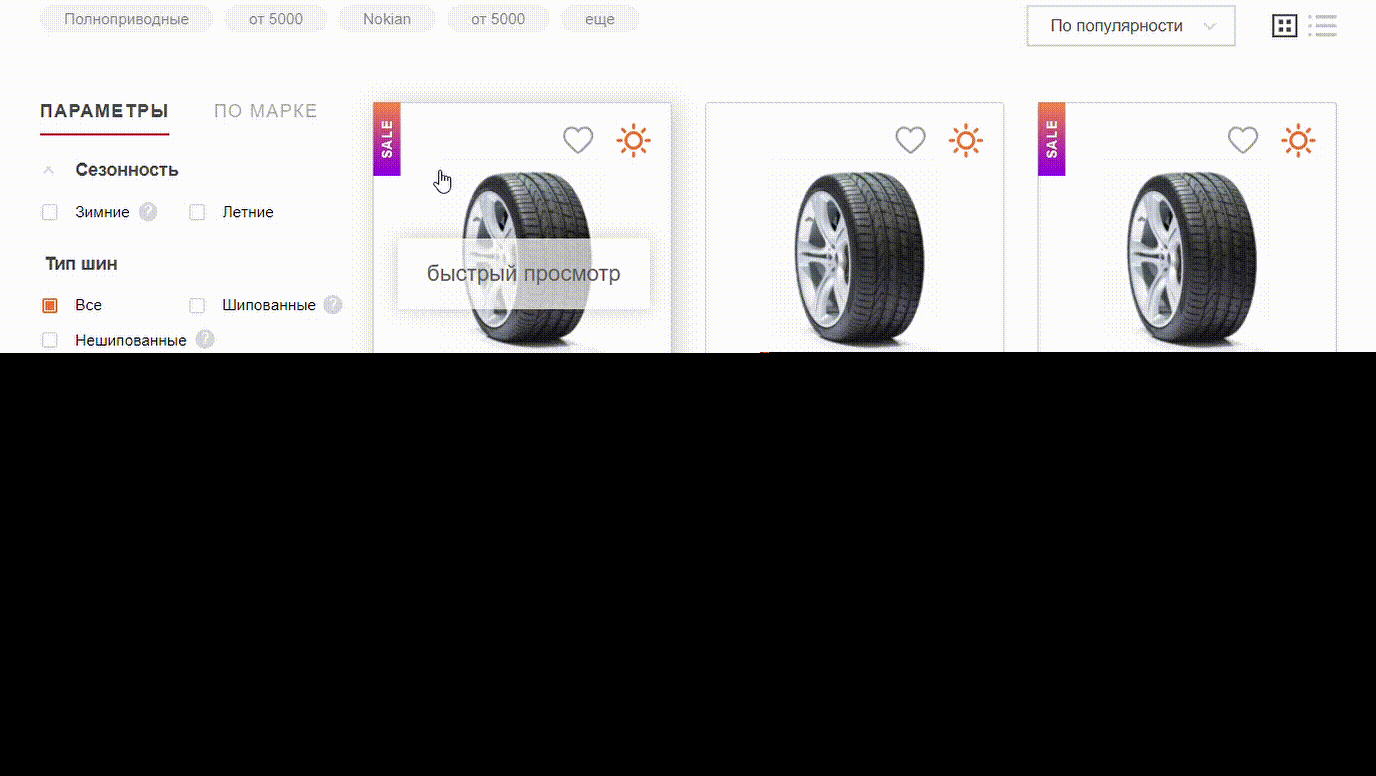 Полноприводные от 5000 Nokian от 5000 еще
По популярности
ПАРАМЕТРЫ ПО МАРКЕ
Сезонность
Зимние ? Летние
Тип шин
Все Шипованные ?
Нешипованные ?
SALE
быстрый просмотр
SALE